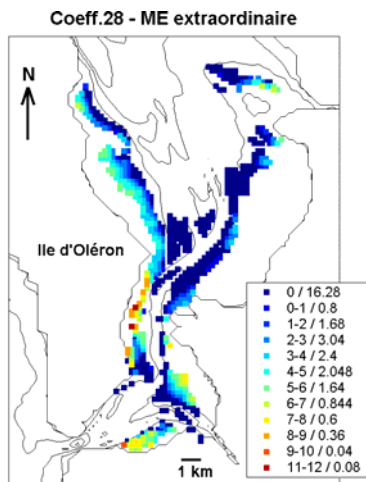 Coeff.28 - ME extraordinaire
N
Ile d'Oléron
0 / 16.28
0-1 / 0.8
1-2 / 1.68
2-3 / 3.04
3-4 / 2.4
4-5 / 2.048
5-6 / 1.64
6-7 / 0.844
7-8 / 0.6
8-9 / 0.36
9-10 / 0.04
11-12 / 0.08
1 km